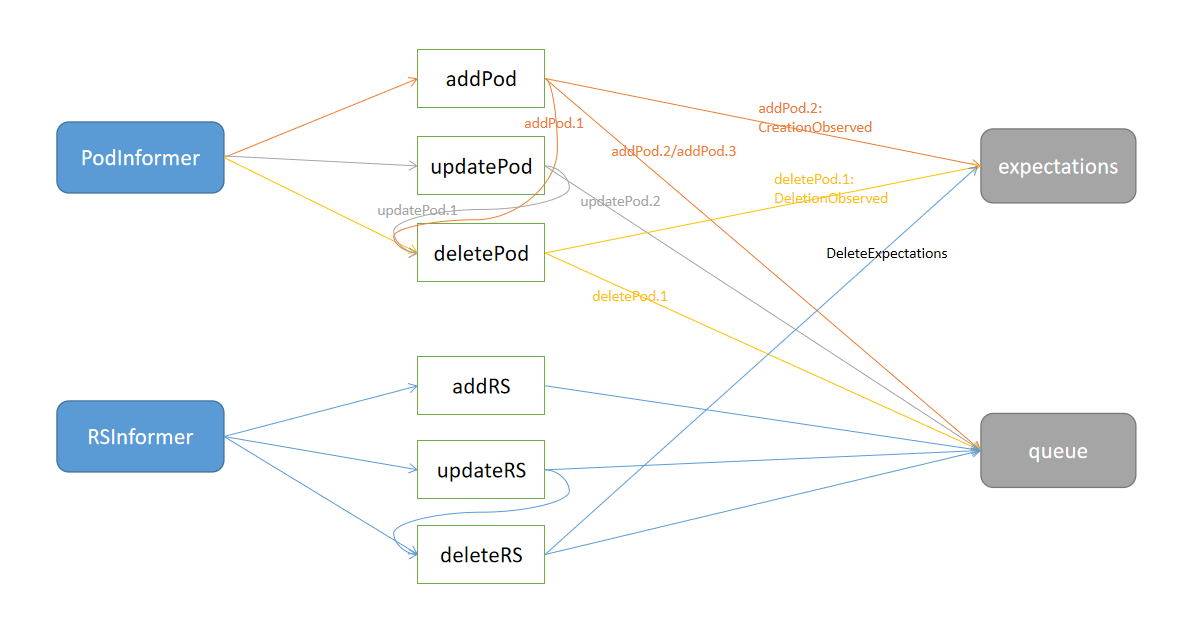 addPod
addPod.2:
CreationObserved
addPod.1
PodInformer
addPod.2/addPod.3
updatePod
expectations
deletePod.1:
DeletionObserved
updatePod.2
updatePod.1
deletePod
DeleteExpectations
deletePod.1
addRS
RSInformer
queue
updateRS
deleteRS